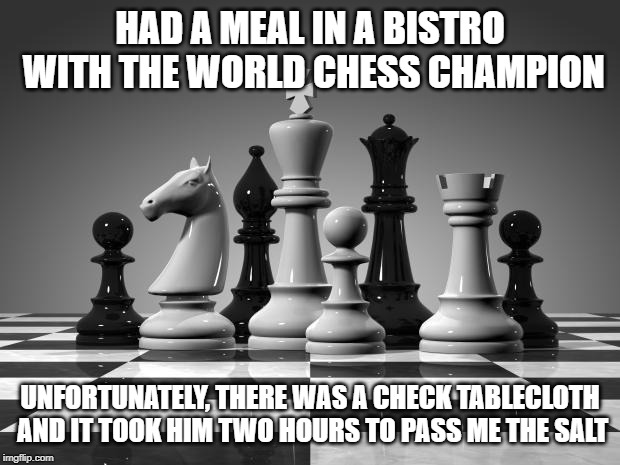 HAD A MEAL IN A BISTRO
WITH THE WORLD CHESS CHAMPION
UNFORTUNATELY, THERE WAS A CHECK TABLECLOTH
AND IT TOOK HIM TWO HOURS TO PASS ME THE SALT
imgflip.com